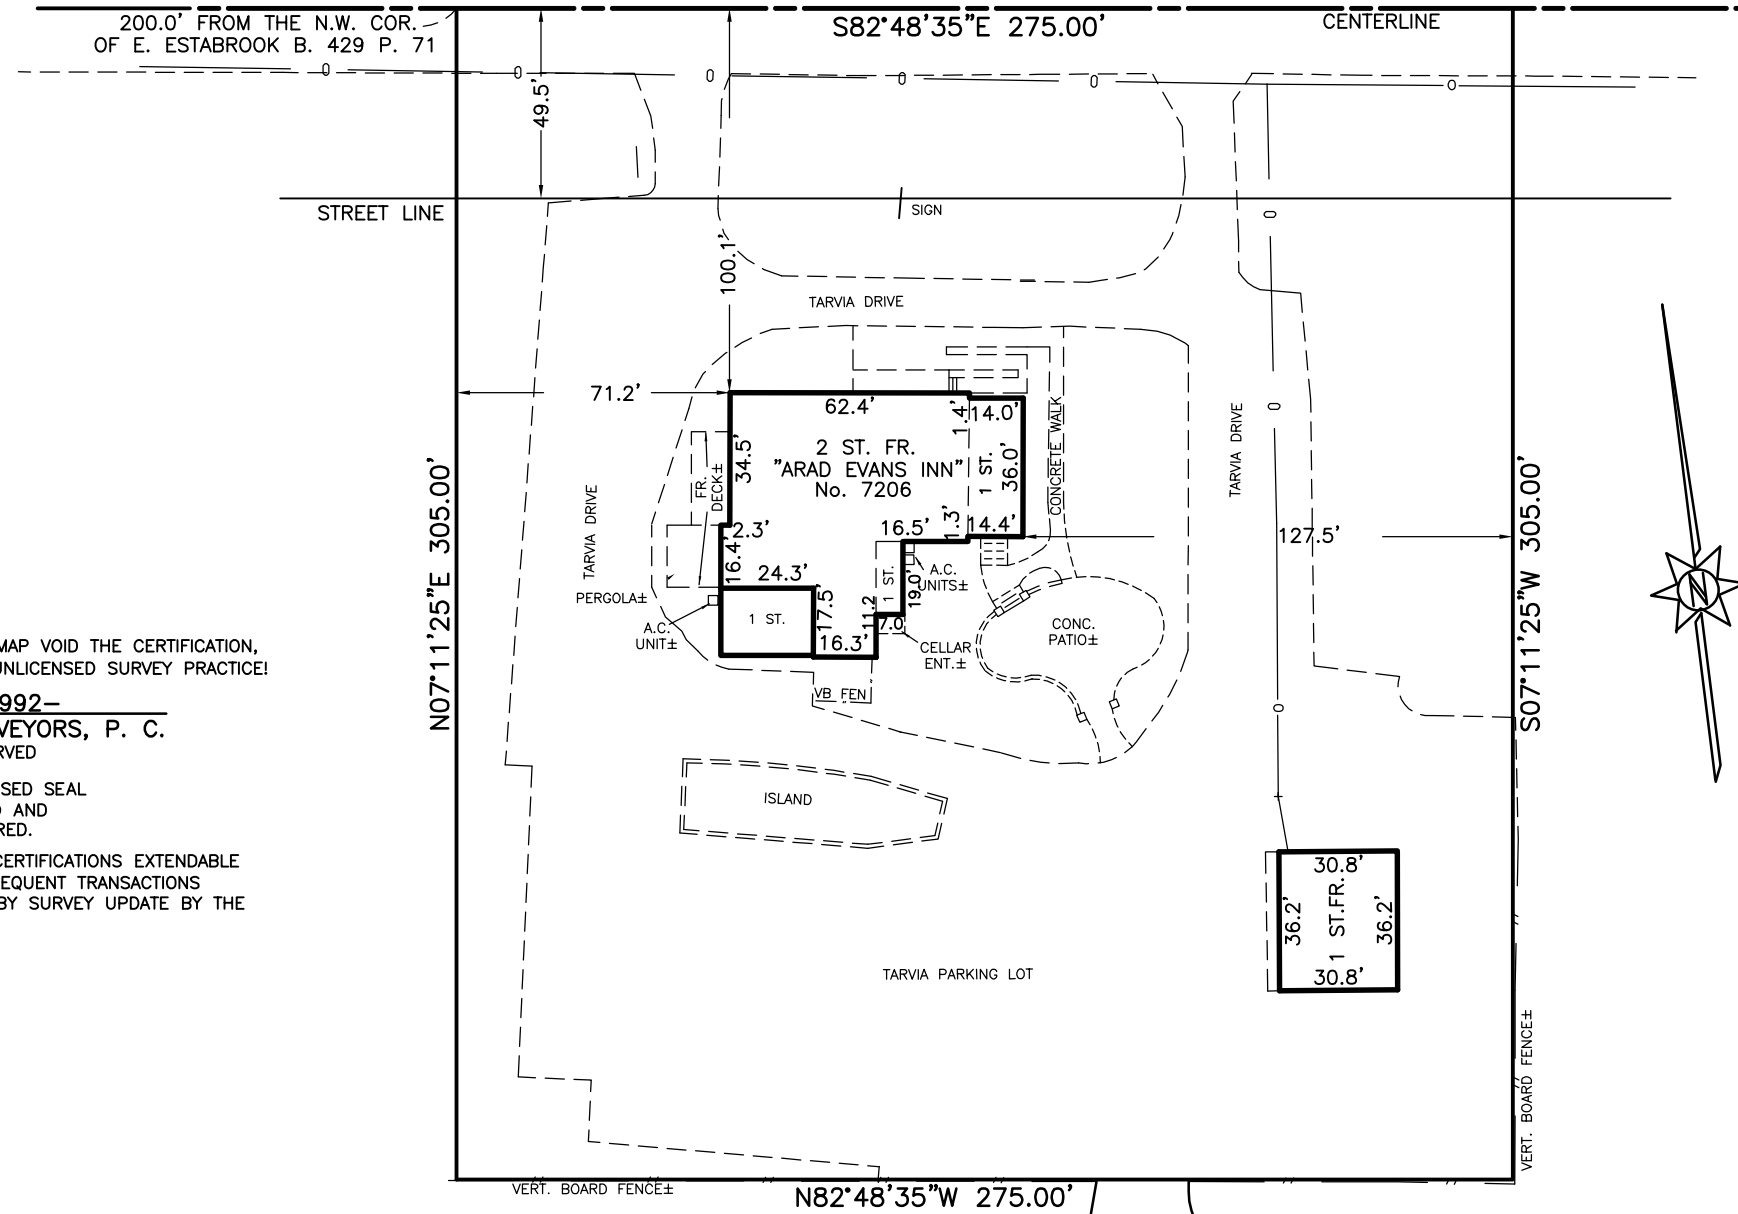 200.0' FROM THE N.W. COR.
OF E. ESTABROOK B. 429 P. 71
S82°48'35"E 275.00'
CENTERLINE
49.5'
STREET LINE
SIGN
100.1'
TARVIA DRIVE
71.2'
62.4'
1.4'
14.0'
34.5'
2 ST. FR.
"ARAD EVANS INN"
No. 7206
1 ST.
36.0'
CONCRETE WALK
TARVIA DRIVE
FR.
DECK±
TARVIA DRIVE
2.3'
16.4'
16.5'
1.3'
14.4'
127.5'
24.3'
17.5'
1 ST.
19.0'
A.C.
UNITS±
PERGOLA±
A.C.
UNIT±
1 ST.
11.2
7.0
16.3'
CELLAR
ENT.±
CONC.
PATIO±
VB. FEN
N07°11'25"E 305.00'
S07°11'25"W 305.00'
N
MAP VOID THE CERTIFICATION,
UNLICENSED SURVEY PRACTICE!
992–
VEYORS, P. C.
RVED
SED SEAL
AND
RED.
CERTIFICATIONS EXTENDABLE
EQUENT TRANSACTIONS
BY SURVEY UPDATE BY THE
ISLAND
30.8'
36.2'
1 ST.FR.
36.2'
30.8'
TARVIA PARKING LOT
VERT. BOARD FENCE±
VERT. BOARD FENCE±
N82°48'35"W 275.00'